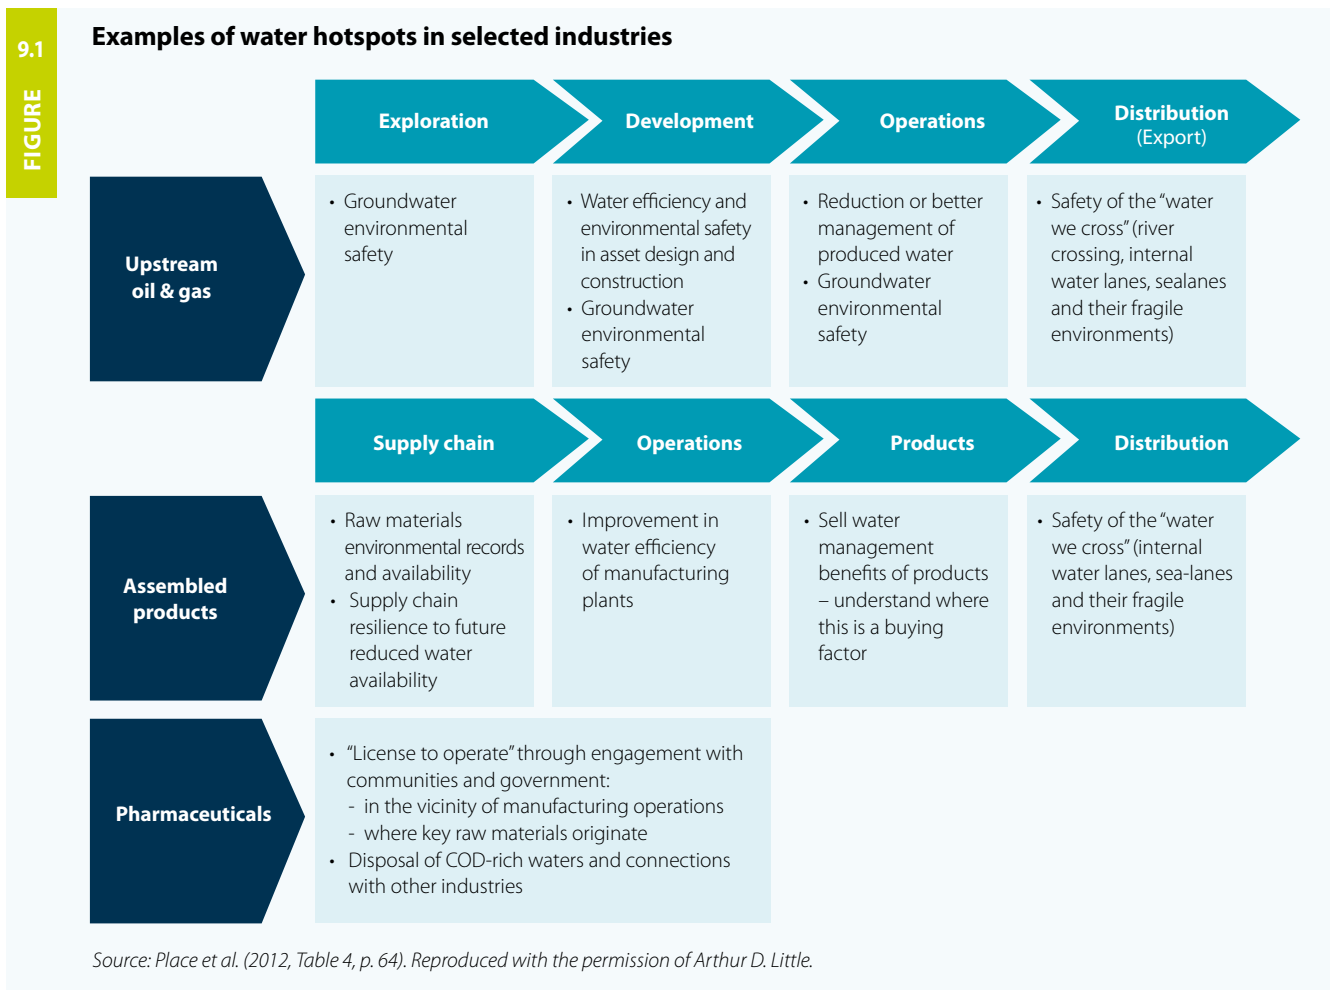 9.1
FIGURE
Examples of water hotspots in selected industries
Exploration
Development
Operations
Distribution
(Export)
Upstream
oil & gas
• Groundwater
environmental
safety
• Water efficiency and
environmental safety
in asset design and
construction
• Groundwater
environmental
safety
• Reduction or better
management of
produced water
• Groundwater
environmental
safety
• Safety of the “water
we cross” (river
crossing, internal
water lanes, sealanes
and their fragile
environments)
Supply chain
Operations
Products
Distribution
Assembled
products
• Raw materials
environmental records
and availability
• Supply chain
resilience to future
reduced water
availability
• Improvement in
water efficiency
of manufacturing
plants
• Sell water
management
benefits of products
– understand where
this is a buying
factor
• Safety of the “water
we cross” (internal
water lanes, sea-lanes
and their fragile
environments)
Pharmaceuticals
• “License to operate” through engagement with
communities and government:
- in the vicinity of manufacturing operations
- where key raw materials originate
• Disposal of COD-rich waters and connections
with other industries
Source: Place et al. (2012, Table 4, p. 64). Reproduced with the permission of Arthur D. Little.